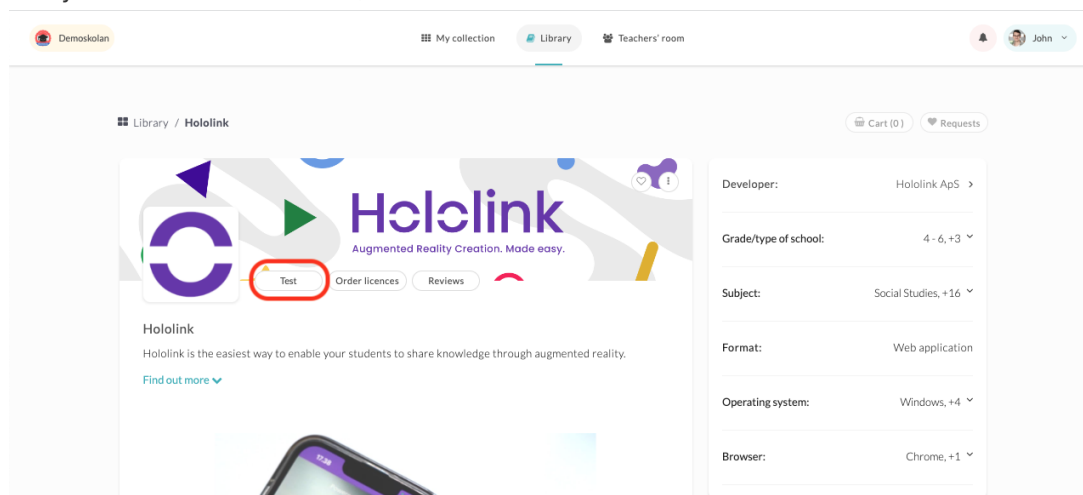 Demoskolan
My collection
Library
Teachers' room
John
Library / Hololink
Cart (0)
Requests
Hololink
Augmented Reality Creation. Made easy.
Test
Order licences
Reviews
Hololink
Hololink is the easiest way to enable your students to share knowledge through augmented reality.
Find out more
17:38
Developer: Hololink ApS
Grade/type of school: 4 - 6, +3
Subject: Social Studies, +16
Format: Web application
Operating system: Windows, +4
Browser: Chrome, +1